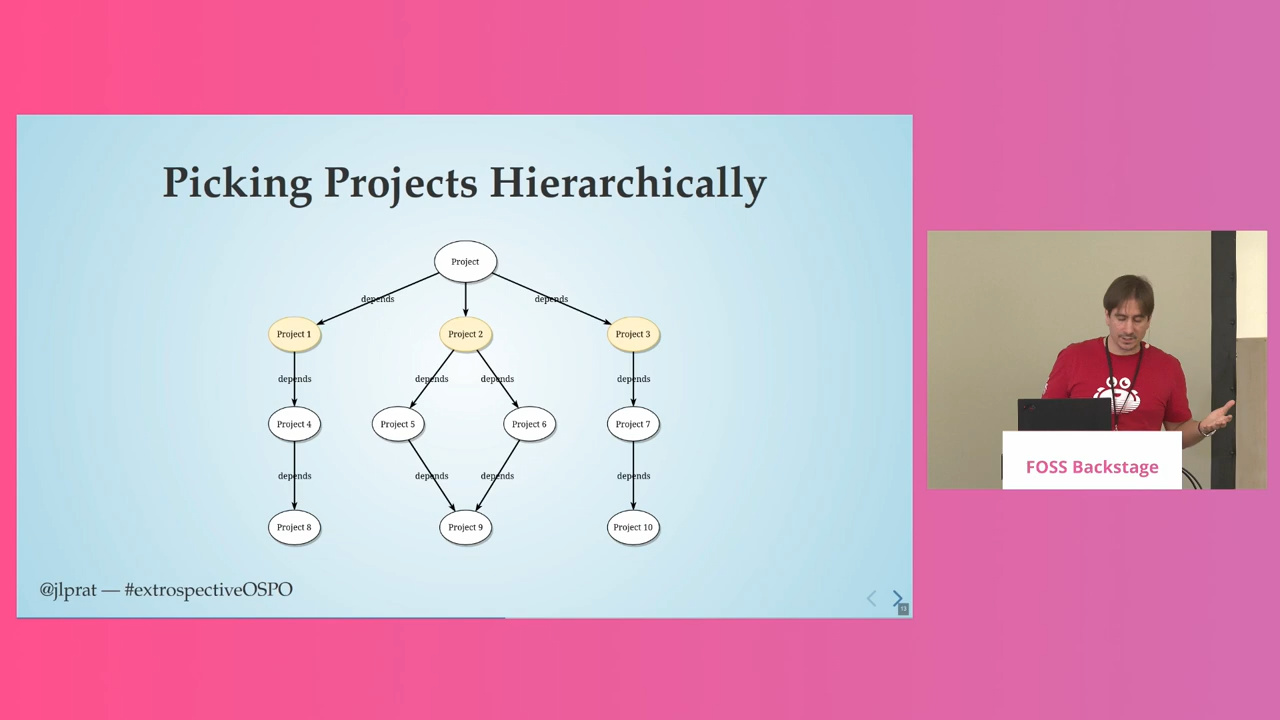 Picking Projects Hierarchically
Project
depends
depends
Project 1
Project 2
Project 3
depends
depends
depends
depends
Project 4
Project 5
Project 6
Project 7
depends
depends
depends
depends
Project 8
Project 9
Project 10
@jlprat — #extrospectiveOSPO
13
FOSS Backstage